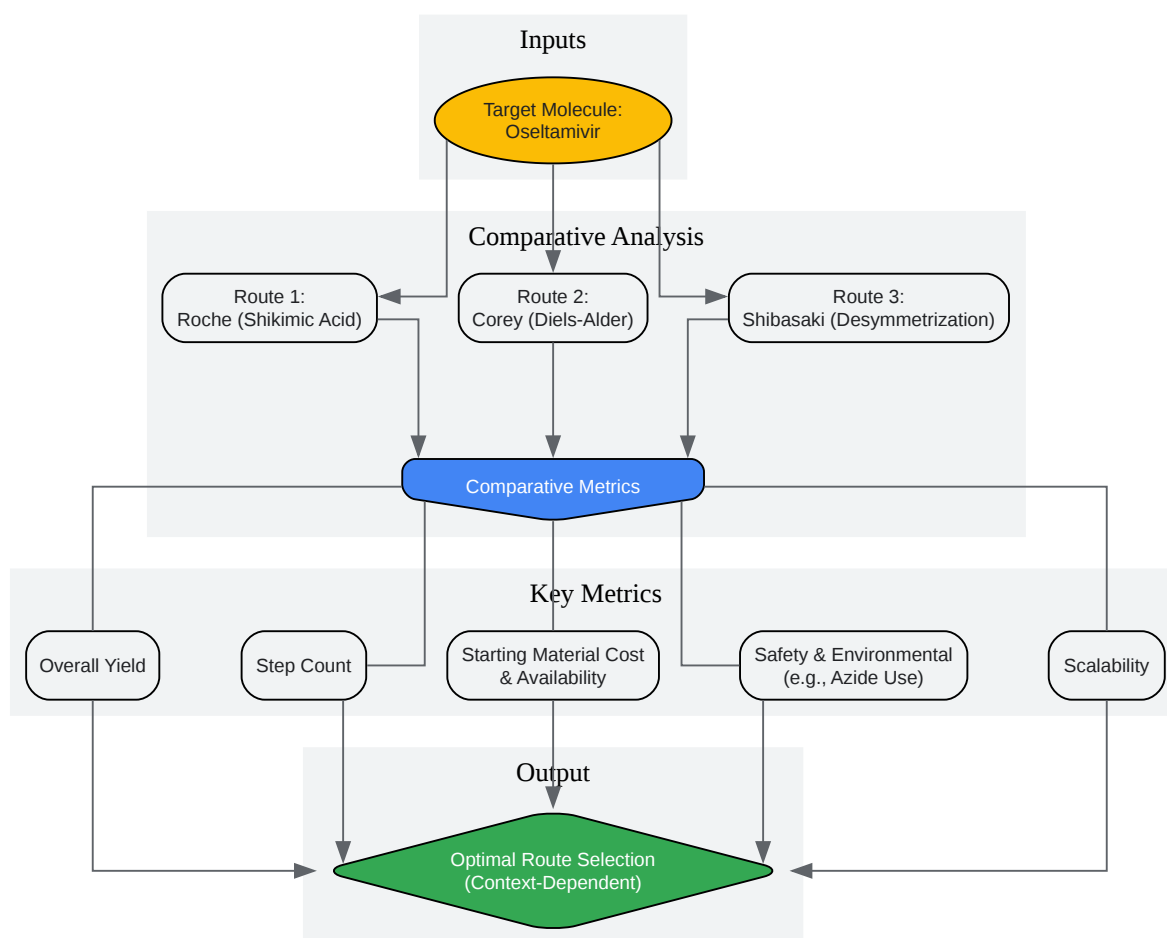 Inputs
Target Molecule:
Oseltamivir
Comparative Analysis
Route 1:
Roche (Shikimic Acid)
Route 2:
Corey (Diels-Alder)
Route 3:
Shibasaki (Desymmetrization)
Comparative Metrics
Key Metrics
Overall Yield
Step Count
Starting Material Cost
& Availability
Safety & Environmental
(e.g., Azide Use)
Scalability
Output
Optimal Route Selection
(Context-Dependent)